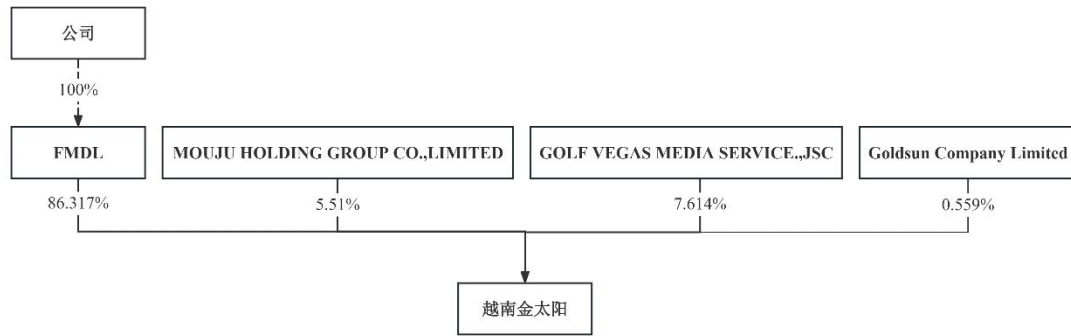 公司
100%
FMDL
MOUJU HOLDING GROUP CO.,LIMITED
GOLF VEGAS MEDIA SERVICE.,JSC
Goldsun Company Limited
86.317%
5.51%
7.614%
0.559%
越南金太阳